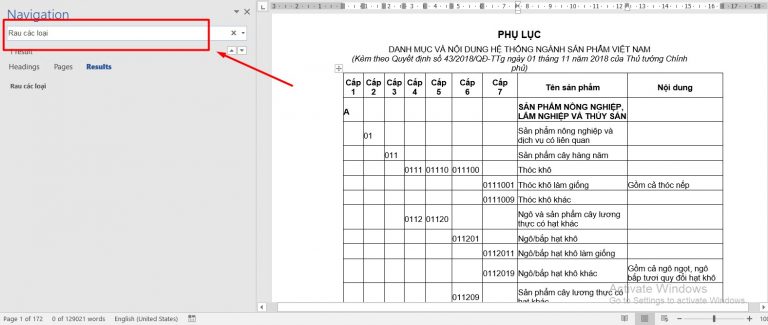 Navigation
Rau các loại
1 result
Headings Pages Results
Rau các loại
PHỤ LỤC
DANH MỤC VÀ NỘI DUNG HỆ THỐNG NGÀNH SẢN PHẨM VIỆT NAM
(Kèm theo Quyết định số 43/2018/QĐ-TTg ngày 01 tháng 11 năm 2018 của Thủ tướng Chính
phủ)
Cấp 1 Cấp 2 Cấp 3 Cấp 4 Cấp 5 Cấp 6 Cấp 7 Tên sản phẩm Nội dung
A SẢN PHẨM NÔNG NGHIỆP,
LÂM NGHIỆP VÀ THỦY SẢN
01 Sản phẩm nông nghiệp và
dịch vụ có liên quan
011 Sản phẩm cây hàng năm
0111 01110 011100 Thóc khô
0111001 Thóc khô làm giống Gồm cả thóc nếp
0111009 Thóc khô khác
0112 01120 Ngô và sản phẩm cây lương
thực có hạt khác
011201 Ngô/bắp hạt khô
0112011 Ngô/bắp hạt khô làm giống
0112019 Ngô/bắp hạt khô khác Gồm cả ngô ngọt, ngô
bắp tươi quy đổi hạt khô
011209 Sản phẩm cây lương thực có
Activate Windows
Go to Settings to activate Windows
Page 1 of 172 0 of 129021 words English (United States)